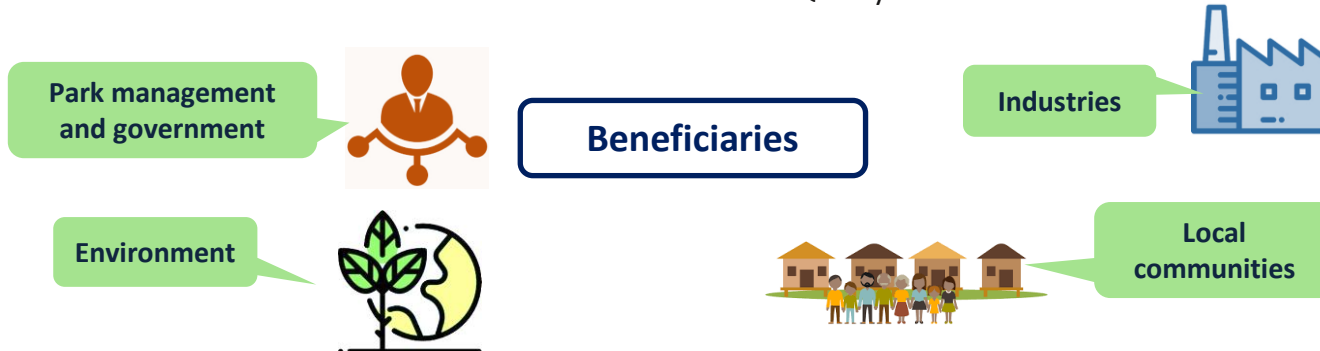 Park management
and government
Beneficiaries
Industries
Environment
Local
communities